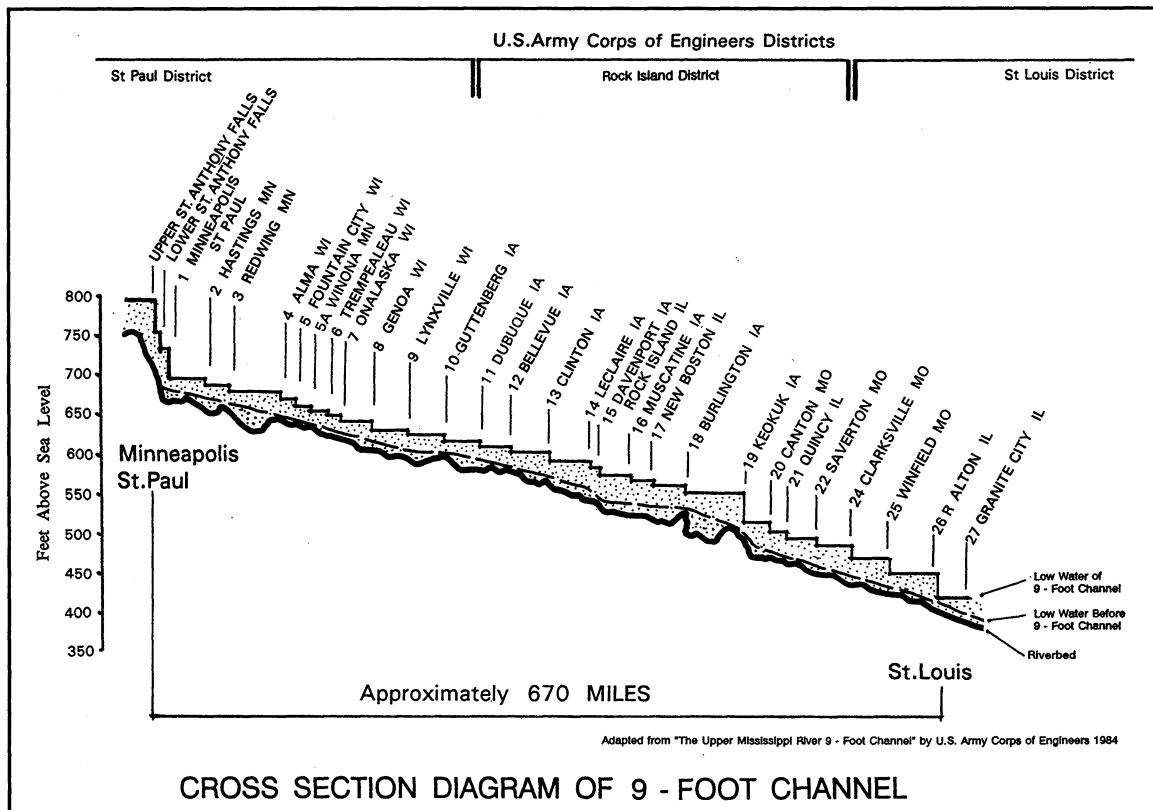 U.S.Army Corps of Engineers Districts
St Paul District
Rock Island District
St Louis District
UPPER ST. ANTHONY FALLS
LOWER ST. ANTHONY FALLS
1 MINNEAPOLIS
ST PAUL
2 HASTINGS MN
3 REDWING MN
4 ALMA WI
5 FOUNTAIN CITY WI
5A WINONA MN
6 TREMPEALEAU WI
7 ONALASKA WI
8 GENOA WI
9 LYNXVILLE WI
10-GUTTENBERG IA
11 DUBUQUE IA
12 BELLEVUE IA
13 CLINTON IA
14 LECLAIRE IA
15 DAVENPORT IA
ROCK ISLAND IL
16 MUSCATINE IA
17 NEW BOSTON IL
18 BURLINGTON IA
19 KEOKUK IA
20 CANTON MO
21 QUINCY IL
22 SAVERTON MO
24 CLARKSVILLE MO
25 WINFIELD MO
26 R ALTON IL
27 GRANITE CITY IL
Feet Above Sea Level
800
750
700
650
600
550
500
450
400
350
Minneapolis
St.Paul
Low Water of
9 - Foot Channel
Low Water Before
9 - Foot Channel
Riverbed
St.Louis
Approximately 670 MILES
Adapted from "The Upper Mississippi River 9 - Foot Channel" by U.S. Army Corps of Engineers 1984
CROSS SECTION DIAGRAM OF 9 - FOOT CHANNEL